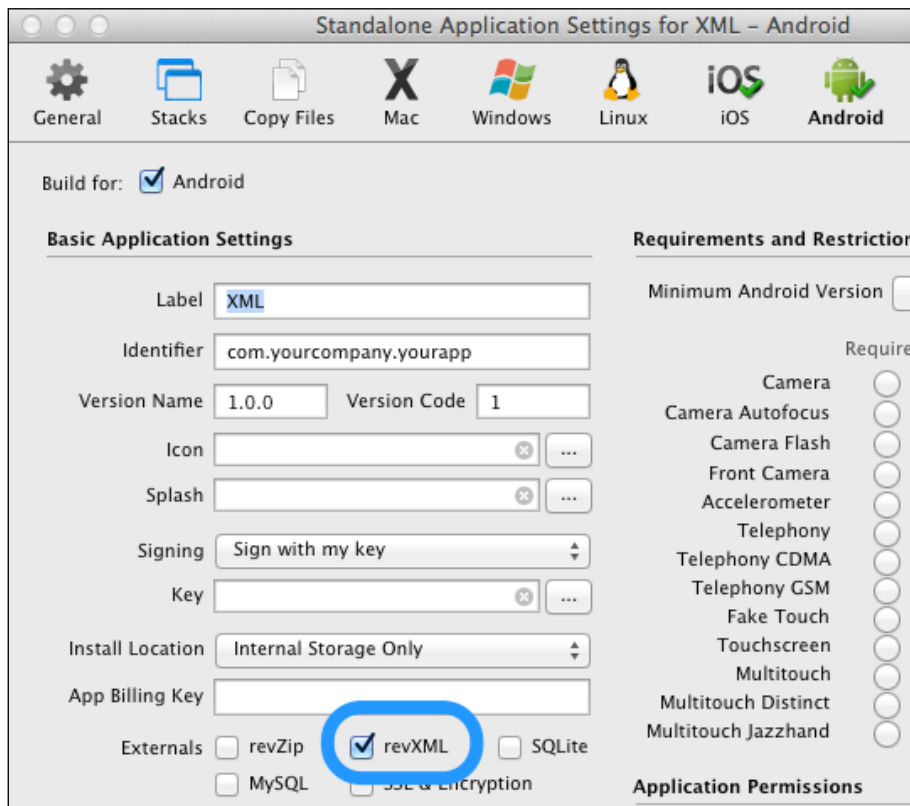 Standalone Application Settings for XML – Android
General Stacks Copy Files Mac Windows Linux iOS Android
iOS
Build for: Android
Basic Application Settings
Label XML
Identifier com.yourcompany.yourapp
Version Name 1.0.0 Version Code 1
Icon ...
Splash ...
Signing Sign with my key
Key ...
Install Location Internal Storage Only
App Billing Key
Externals revZip revXML SQLite
MySQL SSL & Encryption
Requirements and Restriction
Minimum Android Version
Require
Camera
Camera Autofocus
Camera Flash
Front Camera
Accelerometer
Telephony
Telephony CDMA
Telephony GSM
Fake Touch
Touchscreen
Multitouch
Multitouch Distinct
Multitouch Jazzhand
Application Permissions